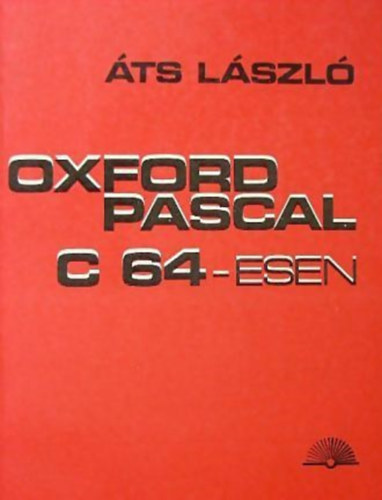 ÁTS LÁSZLÓ
OXFORD
PASCAL
C 64-ESEN